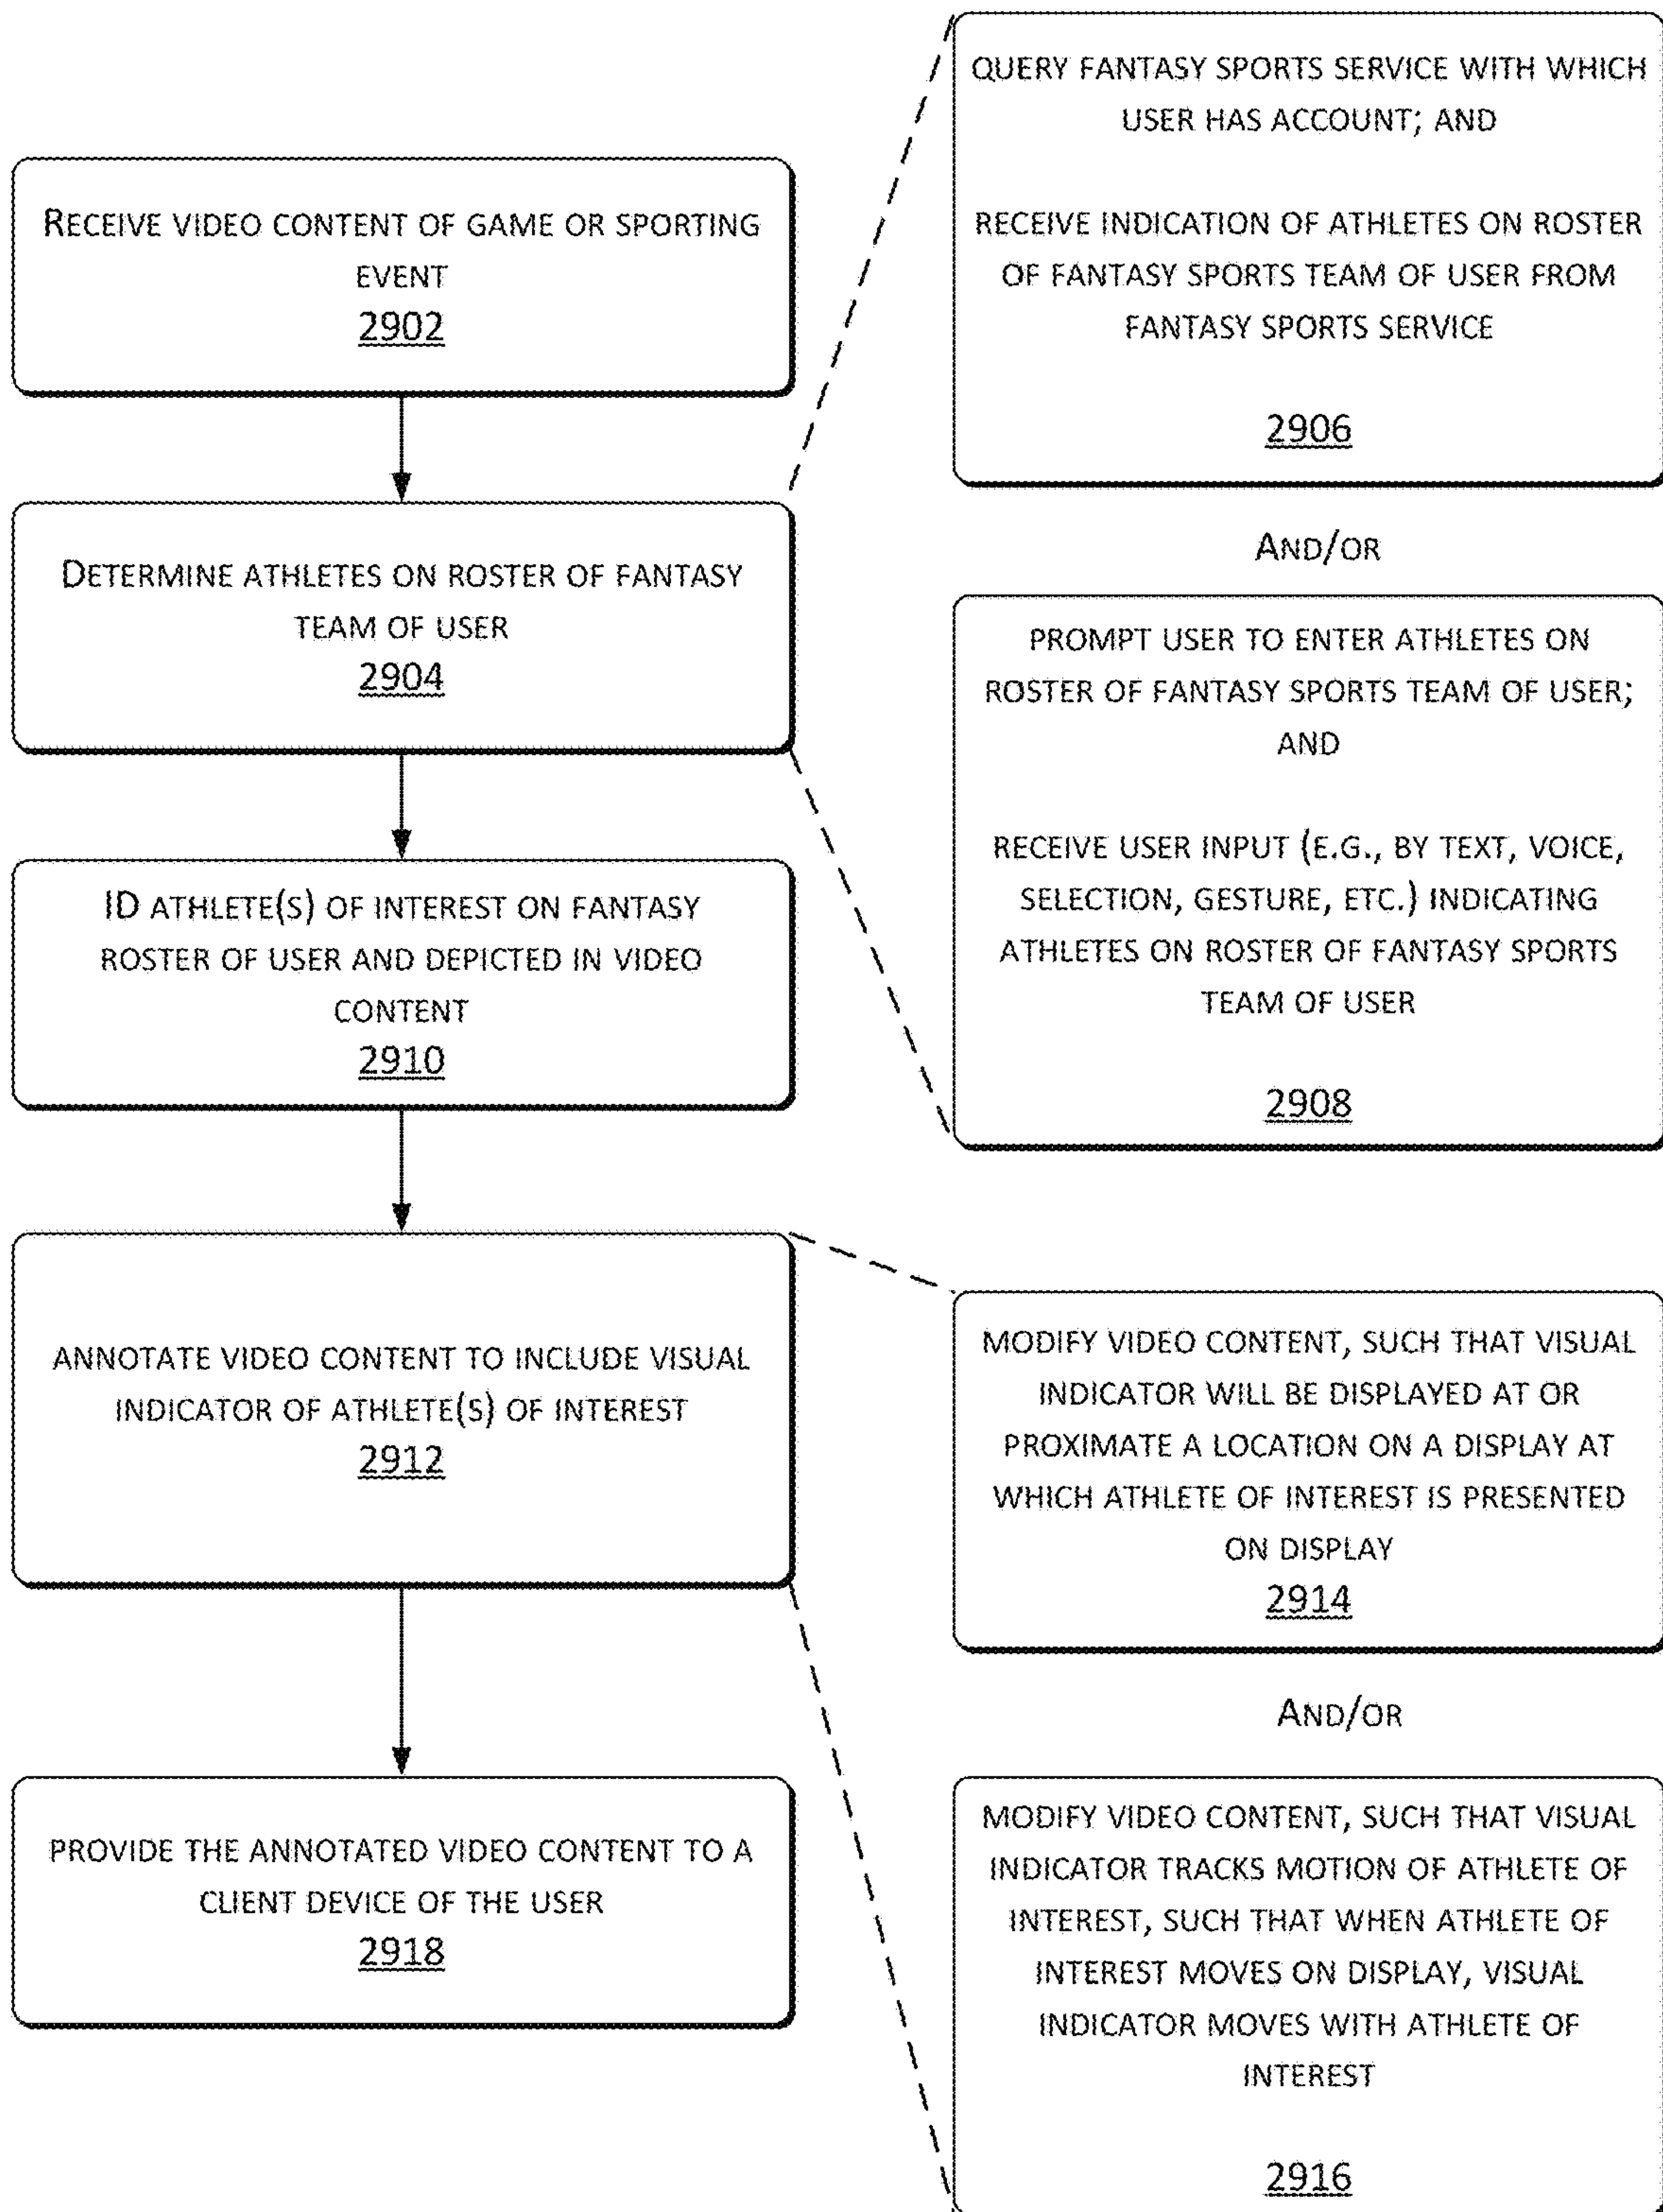 RECEIVE VIDEO CONTENT OF GAME OR SPORTING
EVENT
2902
DETERMINE ATHLETES ON ROSTER OF FANTASY
TEAM OF USER
2904
QUERY FANTASY SPORTS SERVICE WITH WHICH
USER HAS ACCOUNT; AND
RECEIVE INDICATION OF ATHLETES ON ROSTER
OF FANTASY SPORTS TEAM OF USER FROM
FANTASY SPORTS SERVICE
2906
AND/OR
PROMPT USER TO ENTER ATHLETES ON
ROSTER OF FANTASY SPORTS TEAM OF USER;
AND
RECEIVE USER INPUT (E.G., BY TEXT, VOICE,
SELECTION, GESTURE, ETC.) INDICATING
ATHLETES ON ROSTER OF FANTASY SPORTS
TEAM OF USER
2908
ID ATHLETE(S) OF INTEREST ON FANTASY
ROSTER OF USER AND DEPICTED IN VIDEO
CONTENT
2910
ANNOTATE VIDEO CONTENT TO INCLUDE VISUAL
INDICATOR OF ATHLETE(S) OF INTEREST
2912
MODIFY VIDEO CONTENT, SUCH THAT VISUAL
INDICATOR WILL BE DISPLAYED AT OR
PROXIMATE A LOCATION ON A DISPLAY AT
WHICH ATHLETE OF INTEREST IS PRESENTED
ON DISPLAY
2914
AND/OR
MODIFY VIDEO CONTENT, SUCH THAT VISUAL
INDICATOR TRACKS MOTION OF ATHLETE OF
INTEREST, SUCH THAT WHEN ATHLETE OF
INTEREST MOVES ON DISPLAY, VISUAL
INDICATOR MOVES WITH ATHLETE OF
INTEREST
2916
PROVIDE THE ANNOTATED VIDEO CONTENT TO A
CLIENT DEVICE OF THE USER
2918